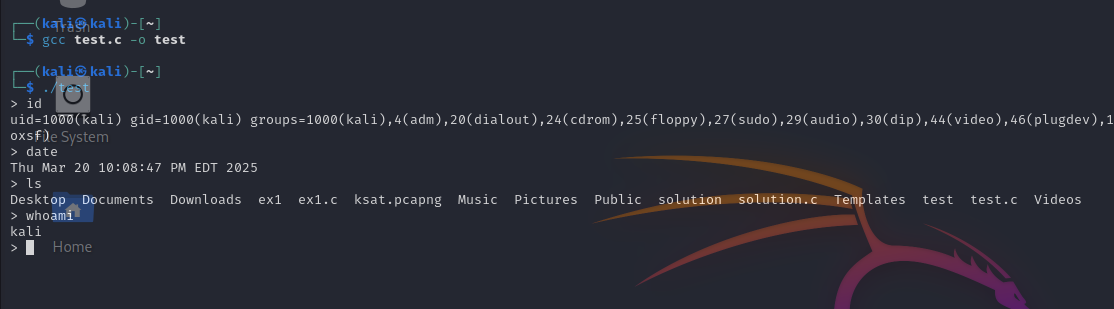 ┌──(kali㉿kali)-[~]
└─$ gcc test.c -o test
┌──(kali㉿kali)-[~]
└─$ ./test
> id
uid=1000(kali) gid=1000(kali) groups=1000(kali),4(adm),20(dialout),24(cdrom),25(floppy),27(sudo),29(audio),30(dip),44(video),46(plugdev),1
oxsf)
> date
Thu Mar 20 10:08:47 PM EDT 2025
> ls
Desktop  Documents  Downloads  ex1  ex1.c  ksat.pcapng  Music  Pictures  Public  solution  solution.c  Templates  test  test.c  Videos
> whoami
kali
>
Trash
File System
Home